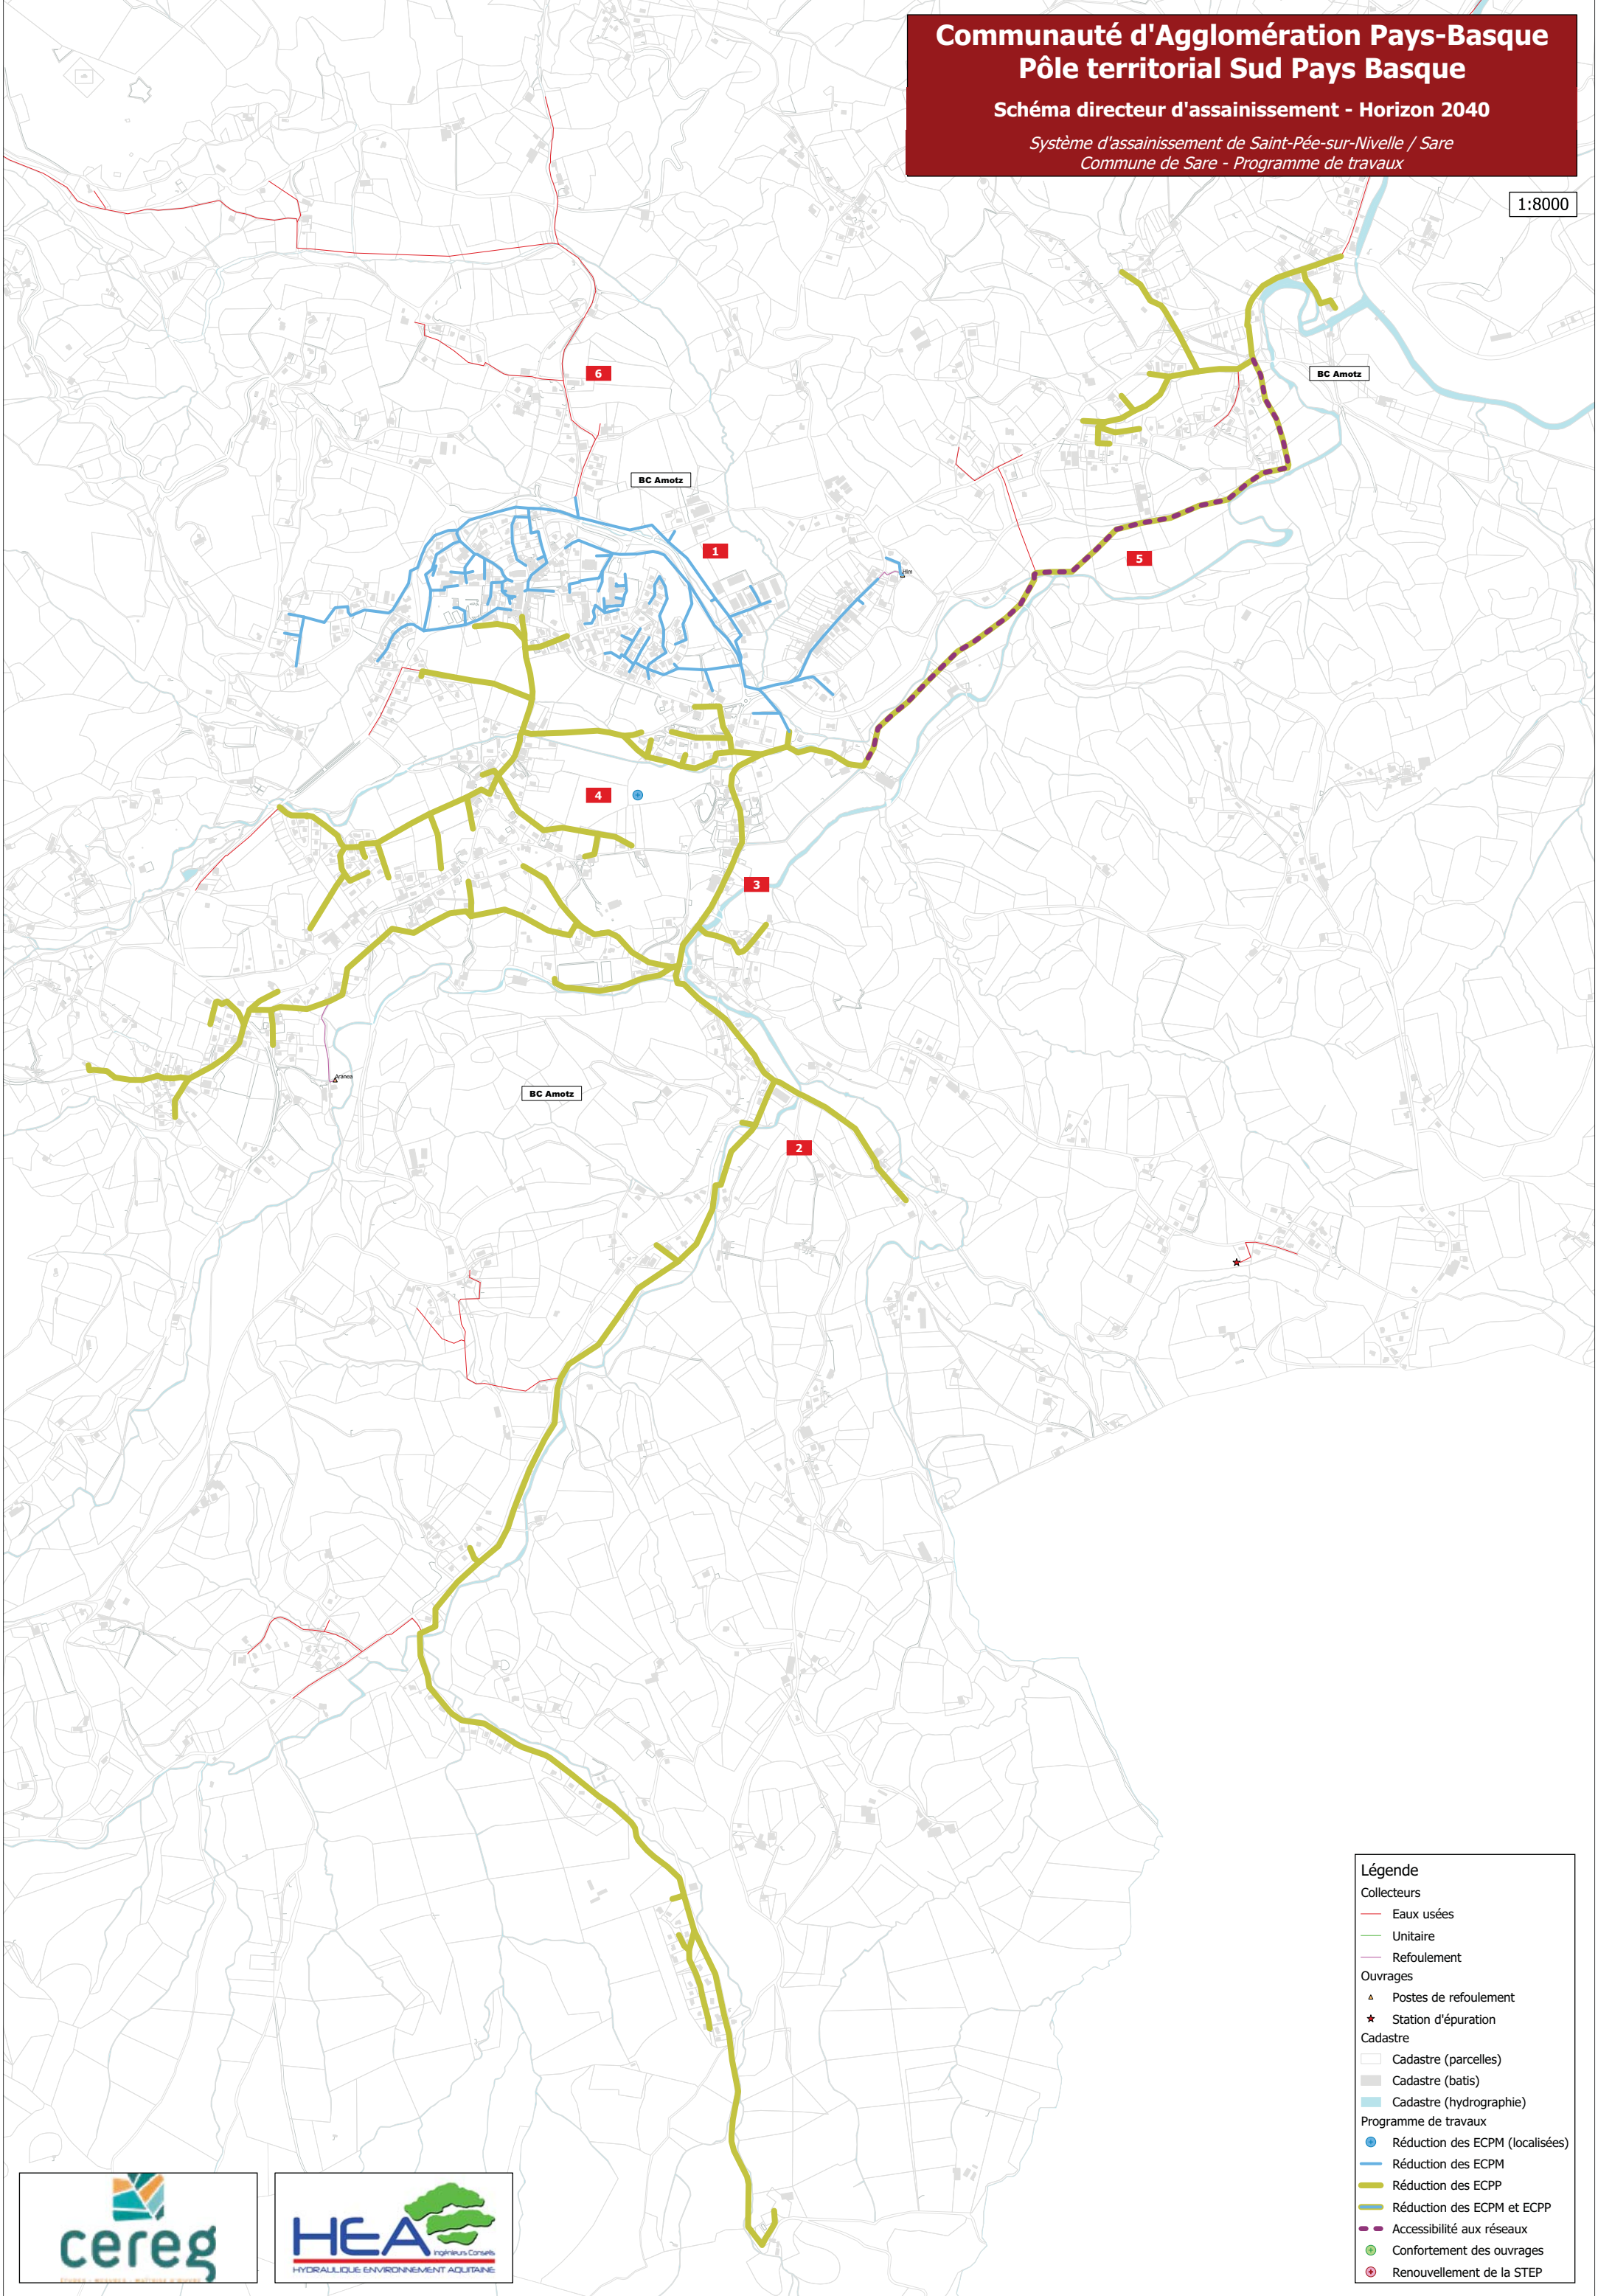 Communauté d'Agglomération Pays-Basque
Pôle territorial Sud Pays Basque
Schéma directeur d'assainissement - Horizon 2040
Système d'assainissement de Saint-Pée-sur-Nivelle / Sare
Commune de Sare - Programme de travaux
1:8000
6
BC Amotz
BC Amotz
1
5
4
3
BC Amotz
2
Légende
Collecteurs
Eaux usées
Unitaire
Refoulement
Ouvrages
Postes de refoulement
Station d'épuration
Cadastre
Cadastre (parcelles)
Cadastre (batis)
Cadastre (hydrographie)
Programme de travaux
Réduction des ECPM (localisées)
Réduction des ECPM
Réduction des ECPP
Réduction des ECPM et ECPP
Accessibilité aux réseaux
Confortement des ouvrages
Renouvellement de la STEP
cereg
HEA
Ingénieurs Conseils
HYDRAULIQUE ENVIRONNEMENT AQUITAINE